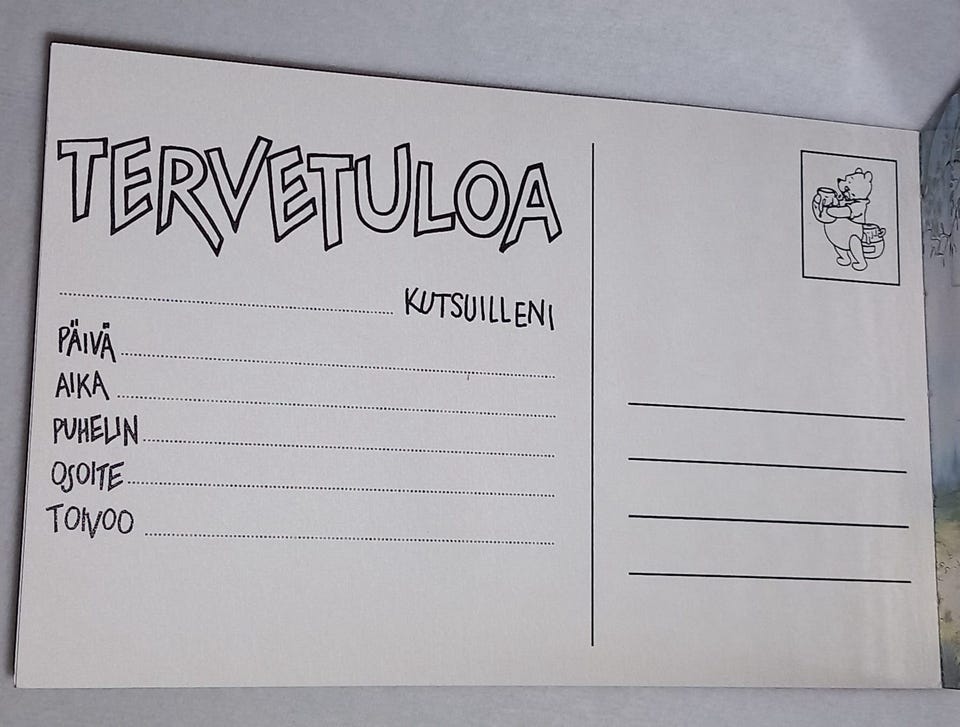 TERVETULOA
KUTSUILLENI
PÄIVÄ
AIKA
PUHELIN
OSOITE
TOIVOO